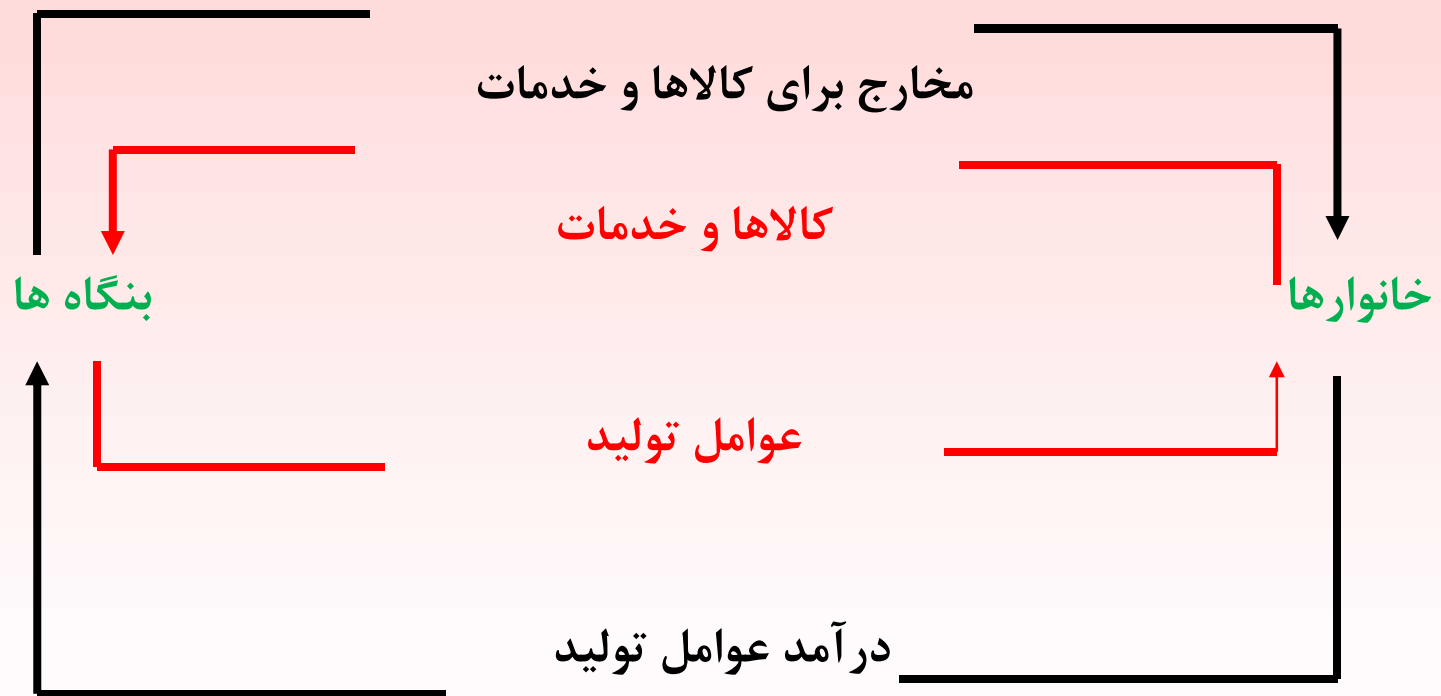 مخارج برای کالاها و خدمات
کالاها و خدمات
خانوارها
بنگاه ها
عوامل تولید
درآمد عوامل تولید